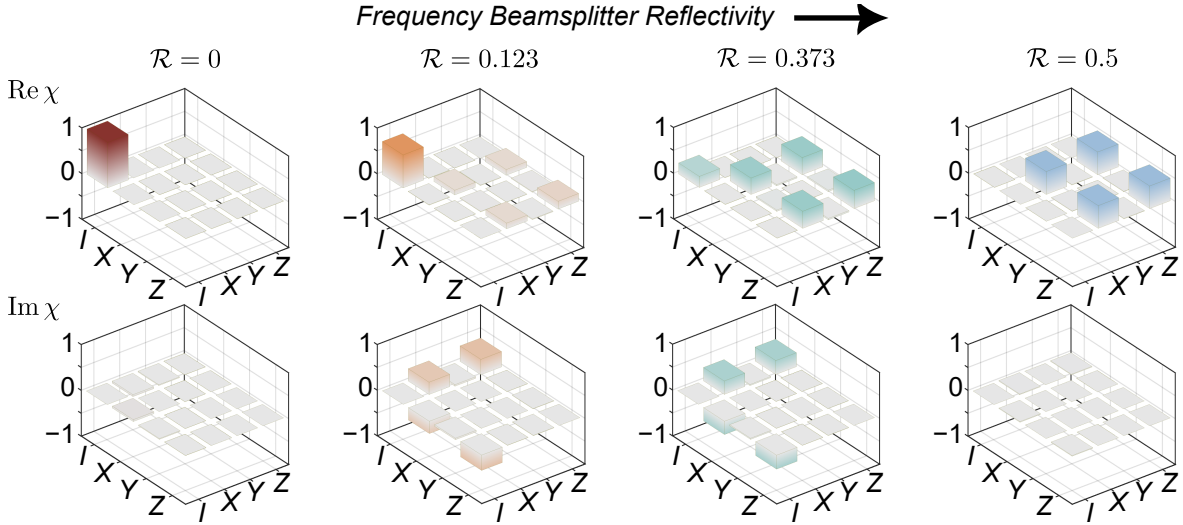 Frequency Beamsplitter Reflectivity
ℛ = 0
ℛ = 0.123
ℛ = 0.373
ℛ = 0.5
Re χ
1
0
−1
I
X
Y
Z
I
X
Y
Z
1
0
−1
I
X
Y
Z
I
X
Y
Z
1
0
−1
I
X
Y
Z
I
X
Y
Z
1
0
−1
I
X
Y
Z
I
X
Y
Z
Im χ
1
0
−1
I
X
Y
Z
I
X
Y
Z
1
0
−1
I
X
Y
Z
I
X
Y
Z
1
0
−1
I
X
Y
Z
I
X
Y
Z
1
0
−1
I
X
Y
Z
I
X
Y
Z